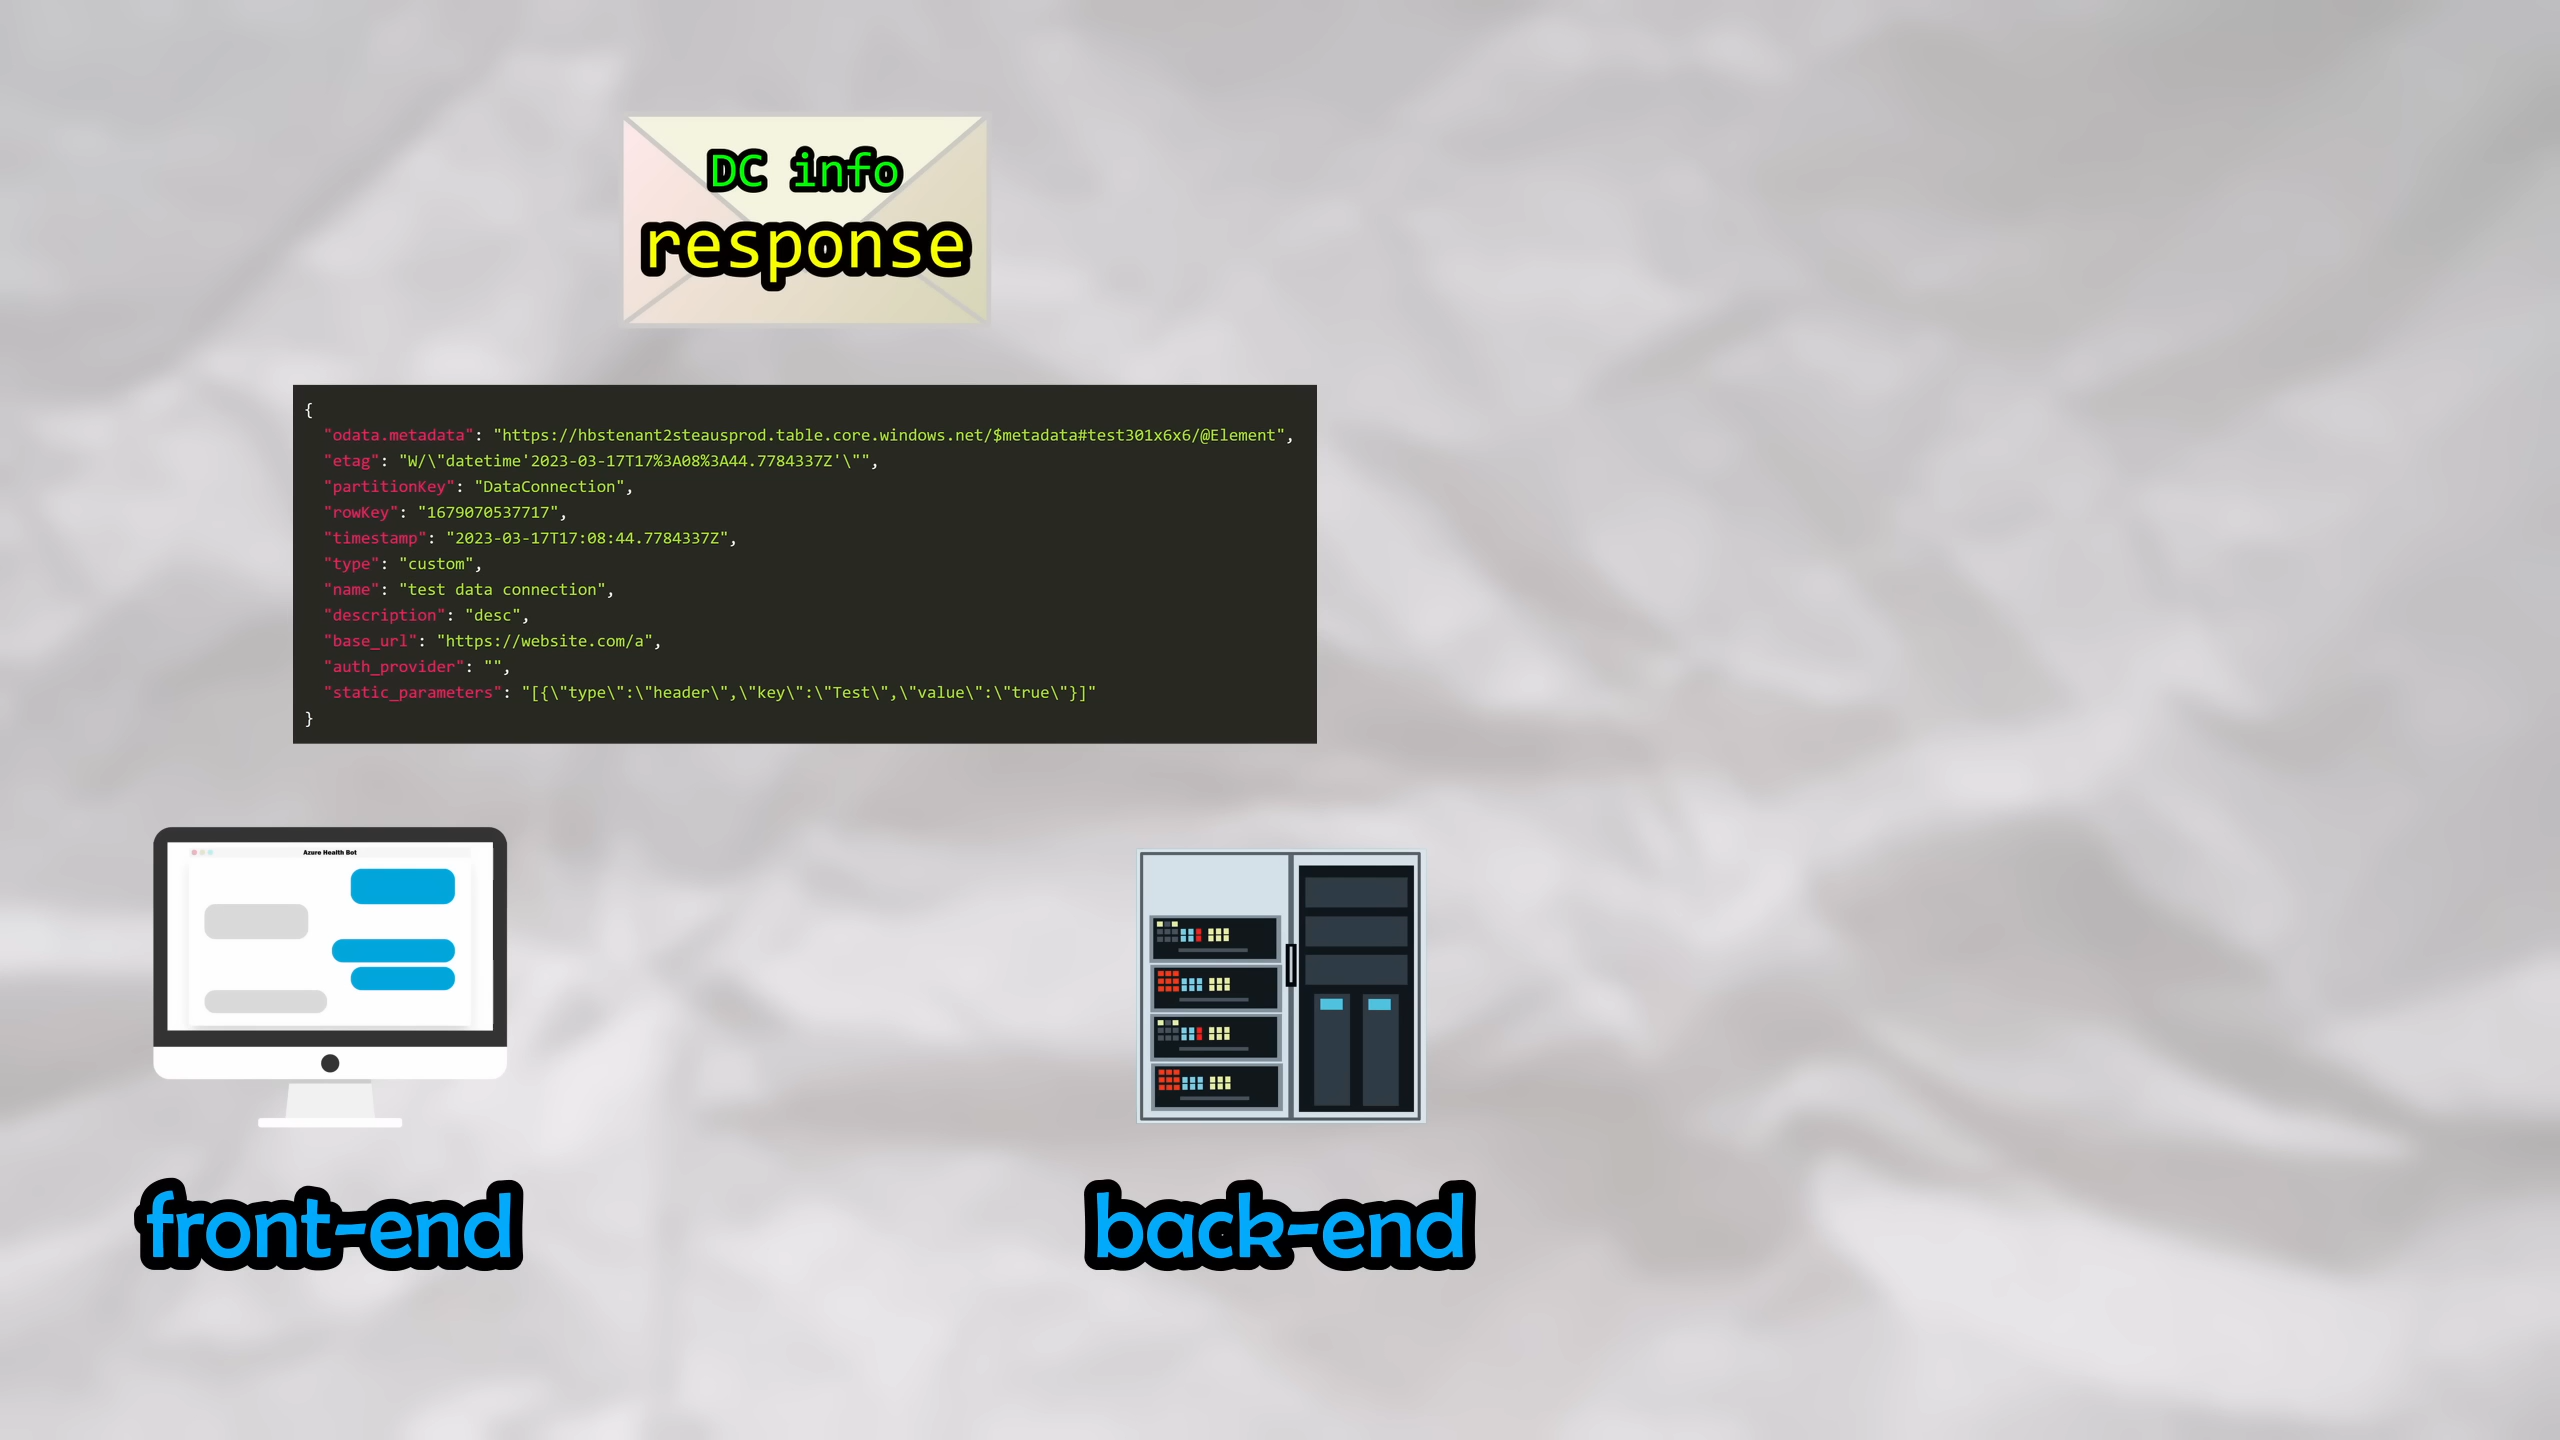 DC info
response
{
"odata.metadata": "https://hbstenant2steausprod.table.core.windows.net/$metadata#test301x6x6/@Element",
"etag": "W/\"datetime'2023-03-17T17%3A08%3A44.7784337Z'\"",
"partitionKey": "DataConnection",
"rowKey": "1679070537717",
"timestamp": "2023-03-17T17:08:44.7784337Z",
"type": "custom",
"name": "test data connection",
"description": "desc",
"base_url": "https://website.com/a",
"auth_provider": "",
"static_parameters": "[{\"type\":\"header\",\"key\":\"Test\",\"value\":\"true\"}]"
}
Azure Health Bot
front-end
back-end